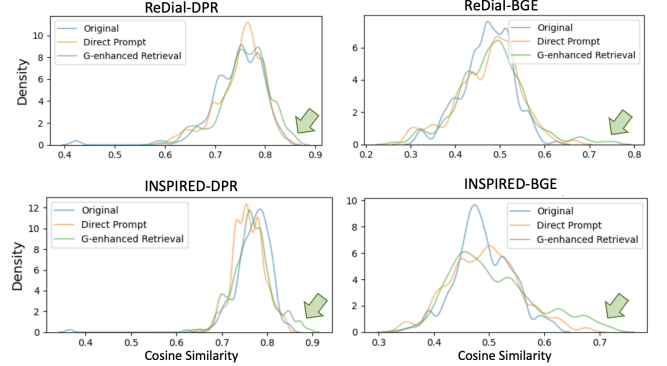 ReDial-DPR
Density
10
8
6
4
2
0
Original
Direct Prompt
G-enhanced Retrieval
0.4 0.5 0.6 0.7 0.8 0.9
ReDial-BGE
6
4
2
0
Original
Direct Prompt
G-enhanced Retrieval
0.2 0.3 0.4 0.5 0.6 0.7 0.8
INSPIRED-DPR
Density
12
10
8
6
4
2
0
Original
Direct Prompt
G-enhanced Retrieval
0.4 0.5 0.6 0.7 0.8 0.9
Cosine Similarity
INSPIRED-BGE
10
8
6
4
2
0
Original
Direct Prompt
G-enhanced Retrieval
0.3 0.4 0.5 0.6 0.7
Cosine Similarity